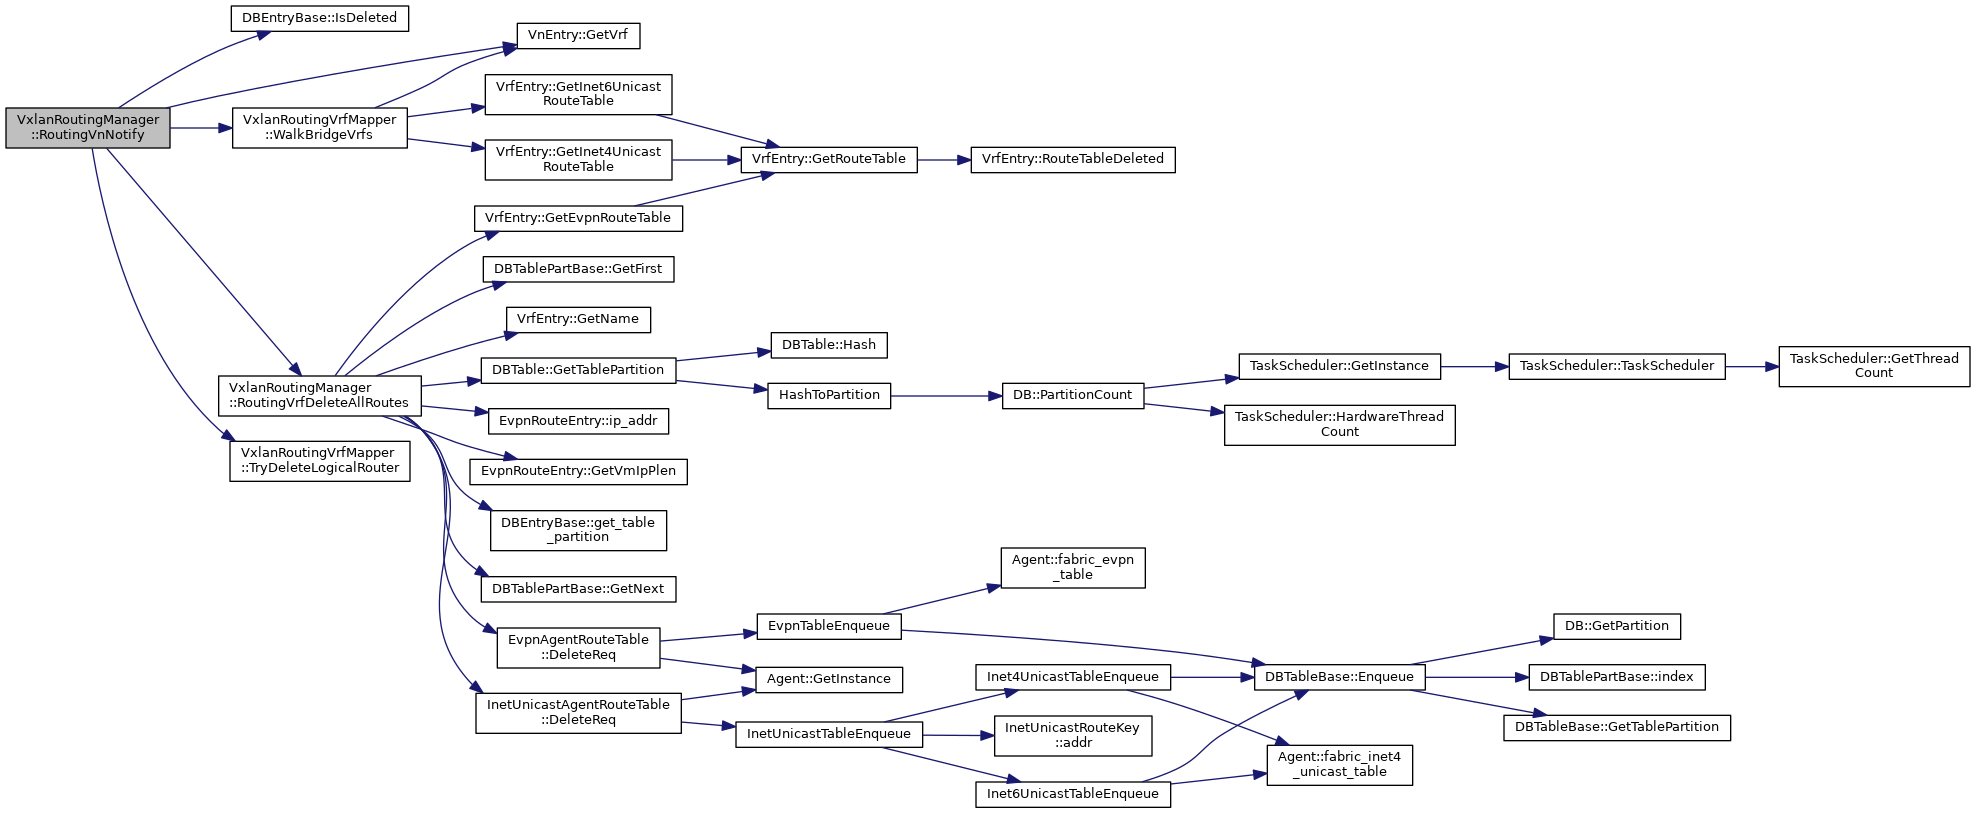 VxlanRoutingManager
::RoutingVnNotify
DBEntryBase::IsDeleted
VnEntry::GetVrf
VxlanRoutingVrfMapper
::WalkBridgeVrfs
VrfEntry::GetInet6Unicast
RouteTable
VrfEntry::GetInet4Unicast
RouteTable
VrfEntry::GetRouteTable
VrfEntry::RouteTableDeleted
VxlanRoutingManager
::RoutingVrfDeleteAllRoutes
VrfEntry::GetEvpnRouteTable
DBTablePartBase::GetFirst
VrfEntry::GetName
DBTable::GetTablePartition
DBTable::Hash
HashToPartition
DB::PartitionCount
TaskScheduler::GetInstance
TaskScheduler::TaskScheduler
TaskScheduler::GetThread
Count
TaskScheduler::HardwareThread
Count
EvpnRouteEntry::ip_addr
EvpnRouteEntry::GetVmIpPlen
DBEntryBase::get_table
_partition
DBTablePartBase::GetNext
EvpnAgentRouteTable
::DeleteReq
EvpnTableEnqueue
Agent::fabric_evpn
_table
Agent::GetInstance
InetUnicastAgentRouteTable
::DeleteReq
InetUnicastTableEnqueue
Inet4UnicastTableEnqueue
InetUnicastRouteKey
::addr
Inet6UnicastTableEnqueue
DBTableBase::Enqueue
Agent::fabric_inet4
_unicast_table
DB::GetPartition
DBTablePartBase::index
DBTableBase::GetTablePartition
VxlanRoutingVrfMapper
::TryDeleteLogicalRouter